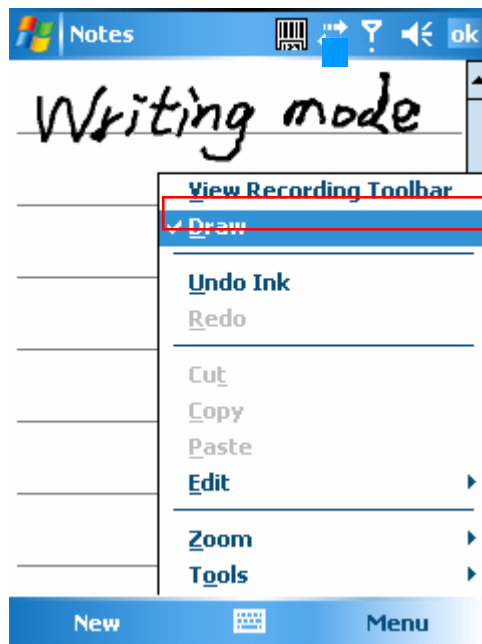 Notes
ok
Writing mode
View Recording Toolbar
Draw
Undo Ink
Redo
Cut
Copy
Paste
Edit
Zoom
Tools
New
Menu